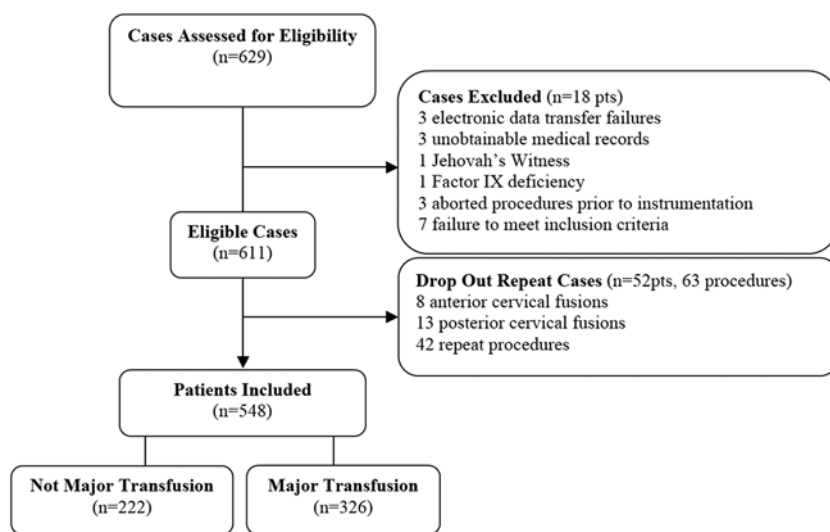 Cases Assessed for Eligibility
(n=629)
Cases Excluded (n=18 pts)
3 electronic data transfer failures
3 unobtainable medical records
1 Jehovah's Witness
1 Factor IX deficiency
3 aborted procedures prior to instrumentation
7 failure to meet inclusion criteria
Eligible Cases
(n=611)
Drop Out Repeat Cases (n=52pts, 63 procedures)
8 anterior cervical fusions
13 posterior cervical fusions
42 repeat procedures
Patients Included
(n=548)
Not Major Transfusion
(n=222)
Major Transfusion
(n=326)